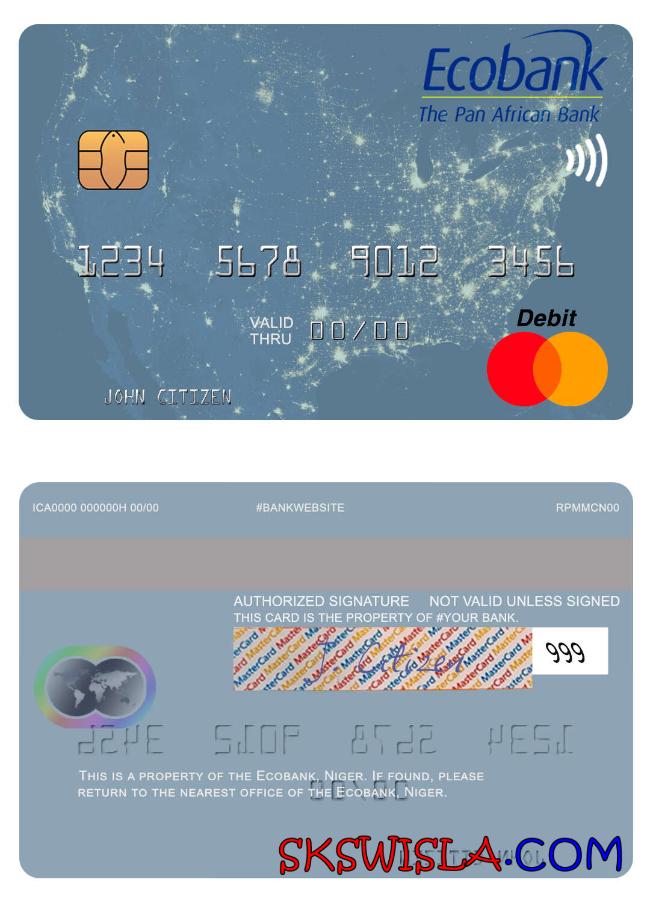 Ecobank
The Pan African Bank
1234 5678 9012 3456
Debit
VALID
THRU 00/00
JOHN CITIZEN
ICA0000 000000H 00/00 #BANKWEBSITE RPMMCN00
AUTHORIZED SIGNATURE NOT VALID UNLESS SIGNED
THIS CARD IS THE PROPERTY OF #YOUR BANK.
MasterCard
Citizen
999
THIS IS A PROPERTY OF THE ECOBANK, NIGER. IF FOUND, PLEASE
RETURN TO THE NEAREST OFFICE OF THE ECOBANK, NIGER.
SKSWISLA.COM